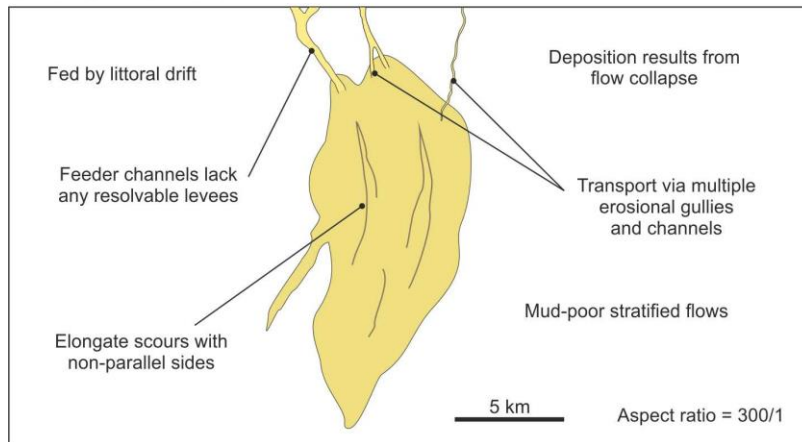 Fed by littoral drift
Deposition results from
flow collapse
Feeder channels lack
any resolvable levees
Transport via multiple
erosional gullies
and channels
Elongate scours with
non-parallel sides
Mud-poor stratified flows
5 km
Aspect ratio = 300/1